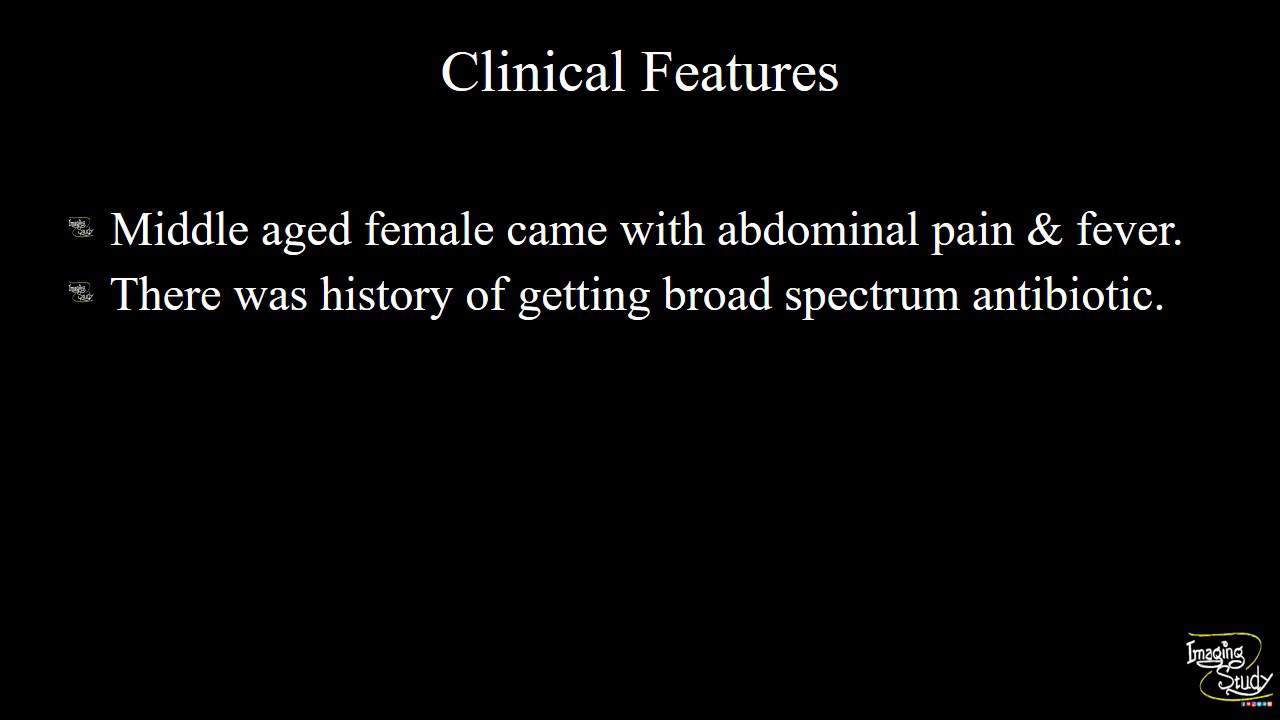 Clinical Features
Middle aged female came with abdominal pain & fever.
There was history of getting broad spectrum antibiotic.
Imaging
Study